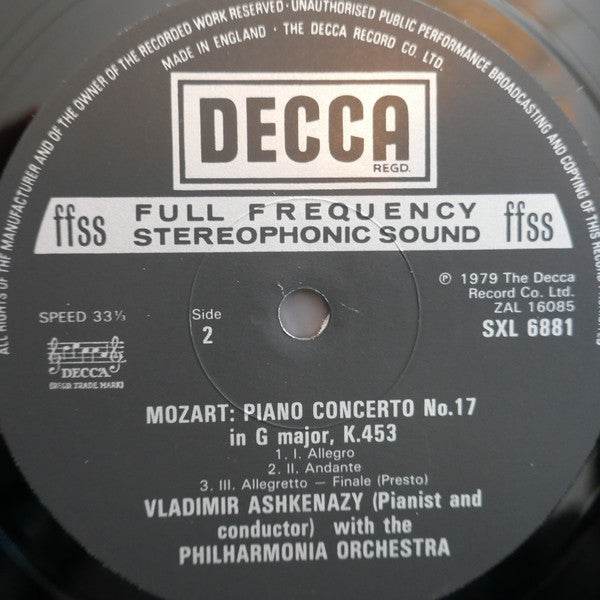 ALL RIGHTS OF THE MANUFACTURER AND OF THE OWNER OF THE RECORDED WORK RESERVED · UNAUTHORISED PUBLIC PERFORMANCE BROADCASTING AND COPYING OF THIS
MADE IN ENGLAND · THE DECCA RECORD CO. LTD.
DECCA
REGD.
ffss FULL FREQUENCY STEREOPHONIC SOUND ffss
℗ 1979 The Decca
Record Co. Ltd.
ZAL 16085
SXL 6881
SPEED 33⅓
Side
2
DECCA
(REGD. TRADE MARK)
MOZART: PIANO CONCERTO No.17
in G major, K.453
1. I. Allegro
2. II. Andante
3. III. Allegretto — Finale (Presto)
VLADIMIR ASHKENAZY (Pianist and
conductor) with the
PHILHARMONIA ORCHESTRA